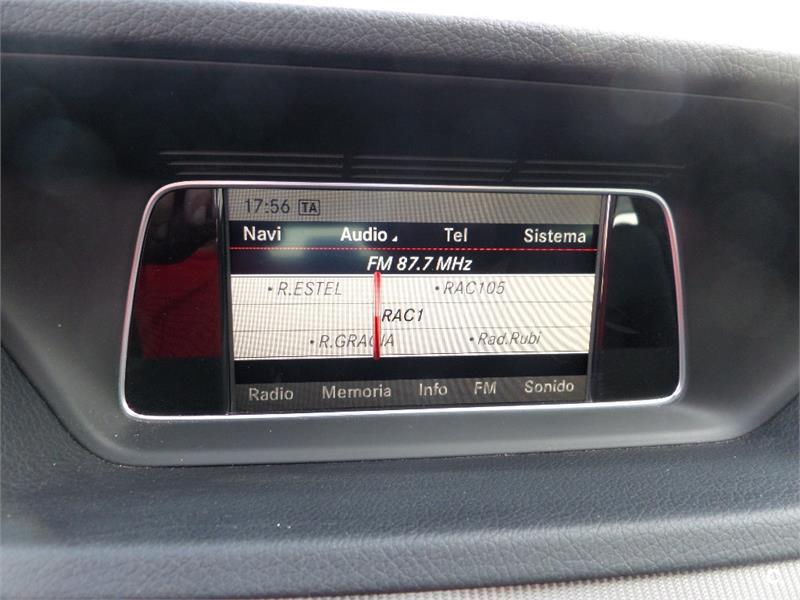 17:56 TA
Navi Audio Tel Sistema
FM 87.7 MHz
•R.ESTEL •RAC105
RAC1
•R.GRACIA •Rad.Rubi
Radio Memoria Info FM Sonido